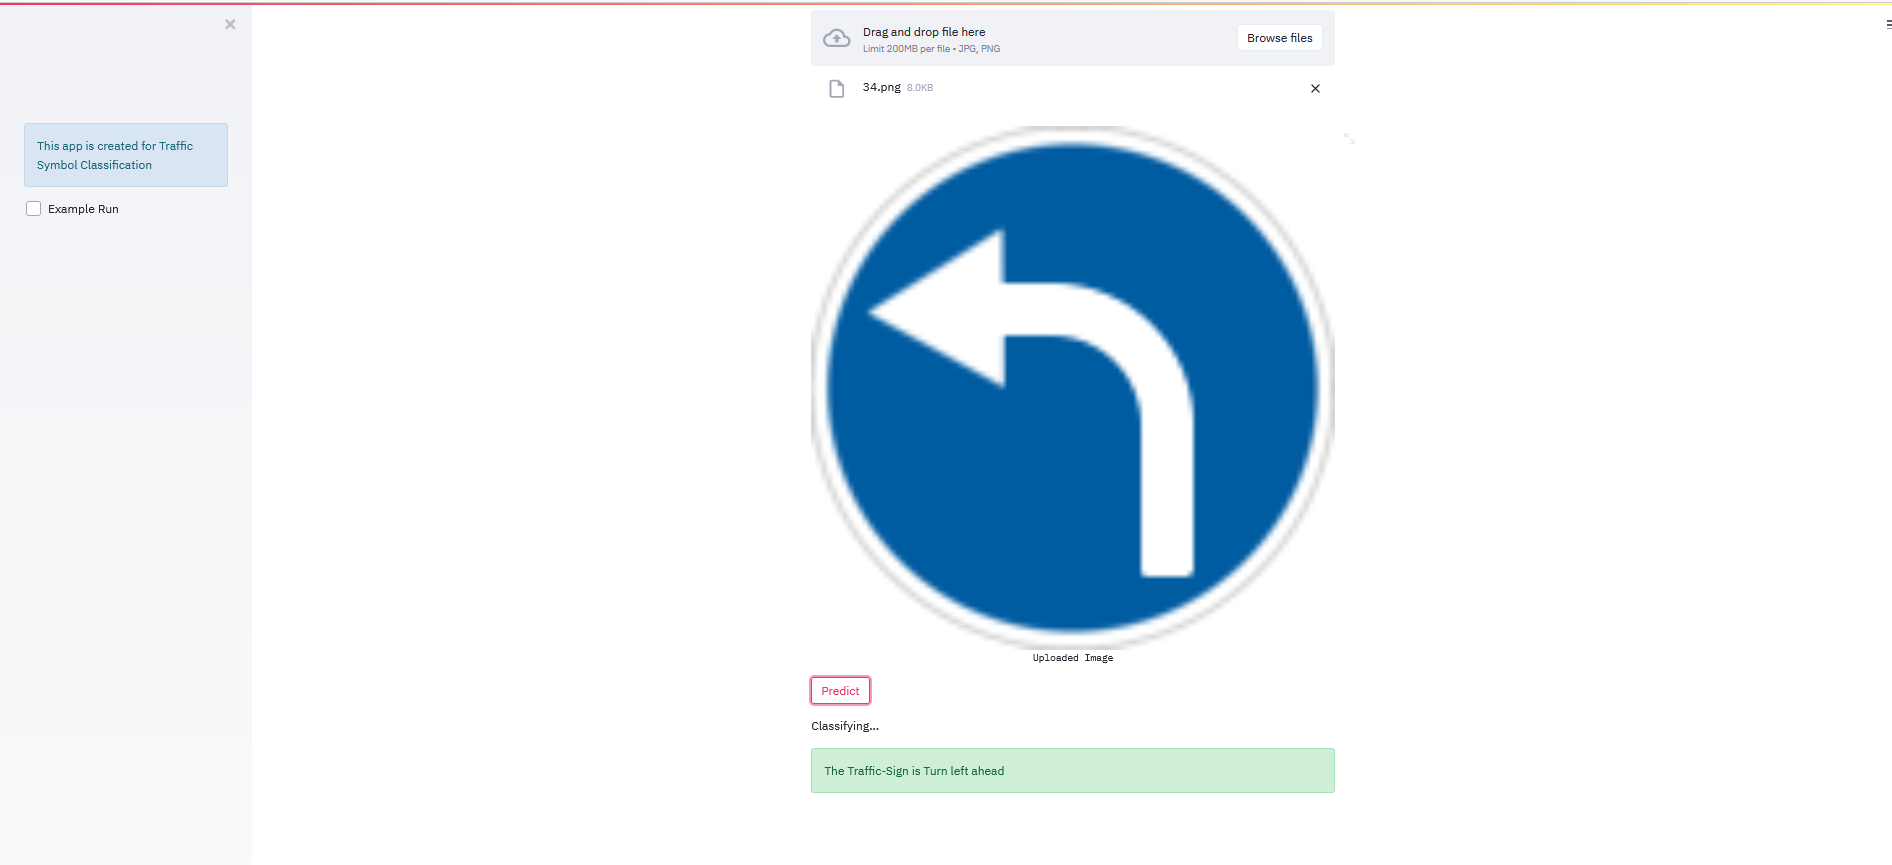 This app is created for Traffic
Symbol Classification
Example Run
Drag and drop file here
Limit 200MB per file • JPG, PNG
Browse files
34.png 8.0KB
Uploaded Image
Predict
Classifying...
The Traffic-Sign is Turn left ahead